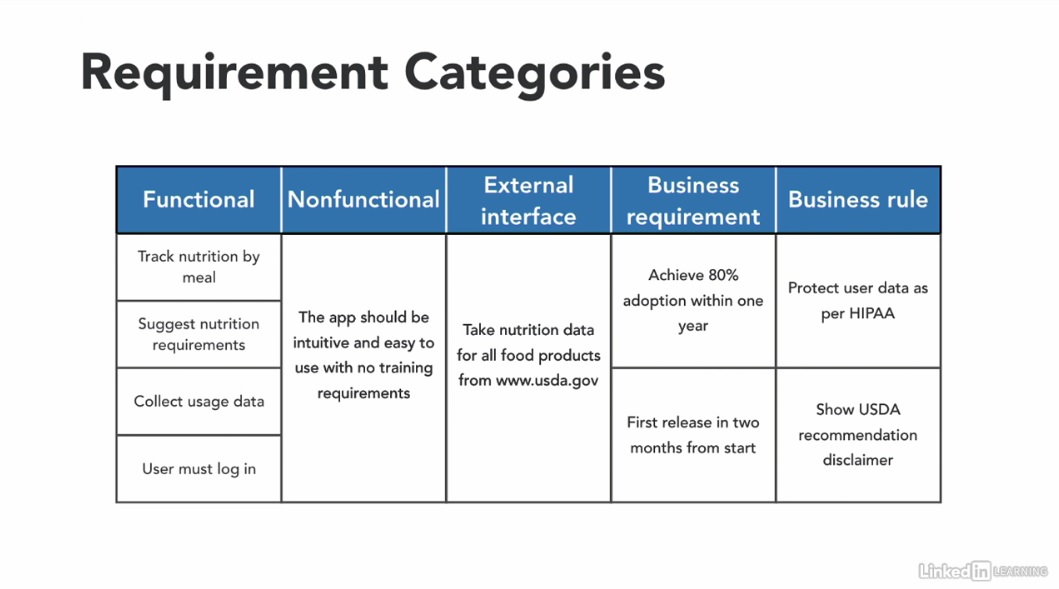 Requirement Categories
Functional
Nonfunctional
External
interface
Business
requirement
Business rule
Track nutrition by
meal
Suggest nutrition
requirements
Collect usage data
User must log in
The app should be
intuitive and easy to
use with no training
requirements
Take nutrition data
for all food products
from www.usda.gov
Achieve 80%
adoption within one
year
First release in two
months from start
Protect user data as
per HIPAA
Show USDA
recommendation
disclaimer
Linked in LEARNING